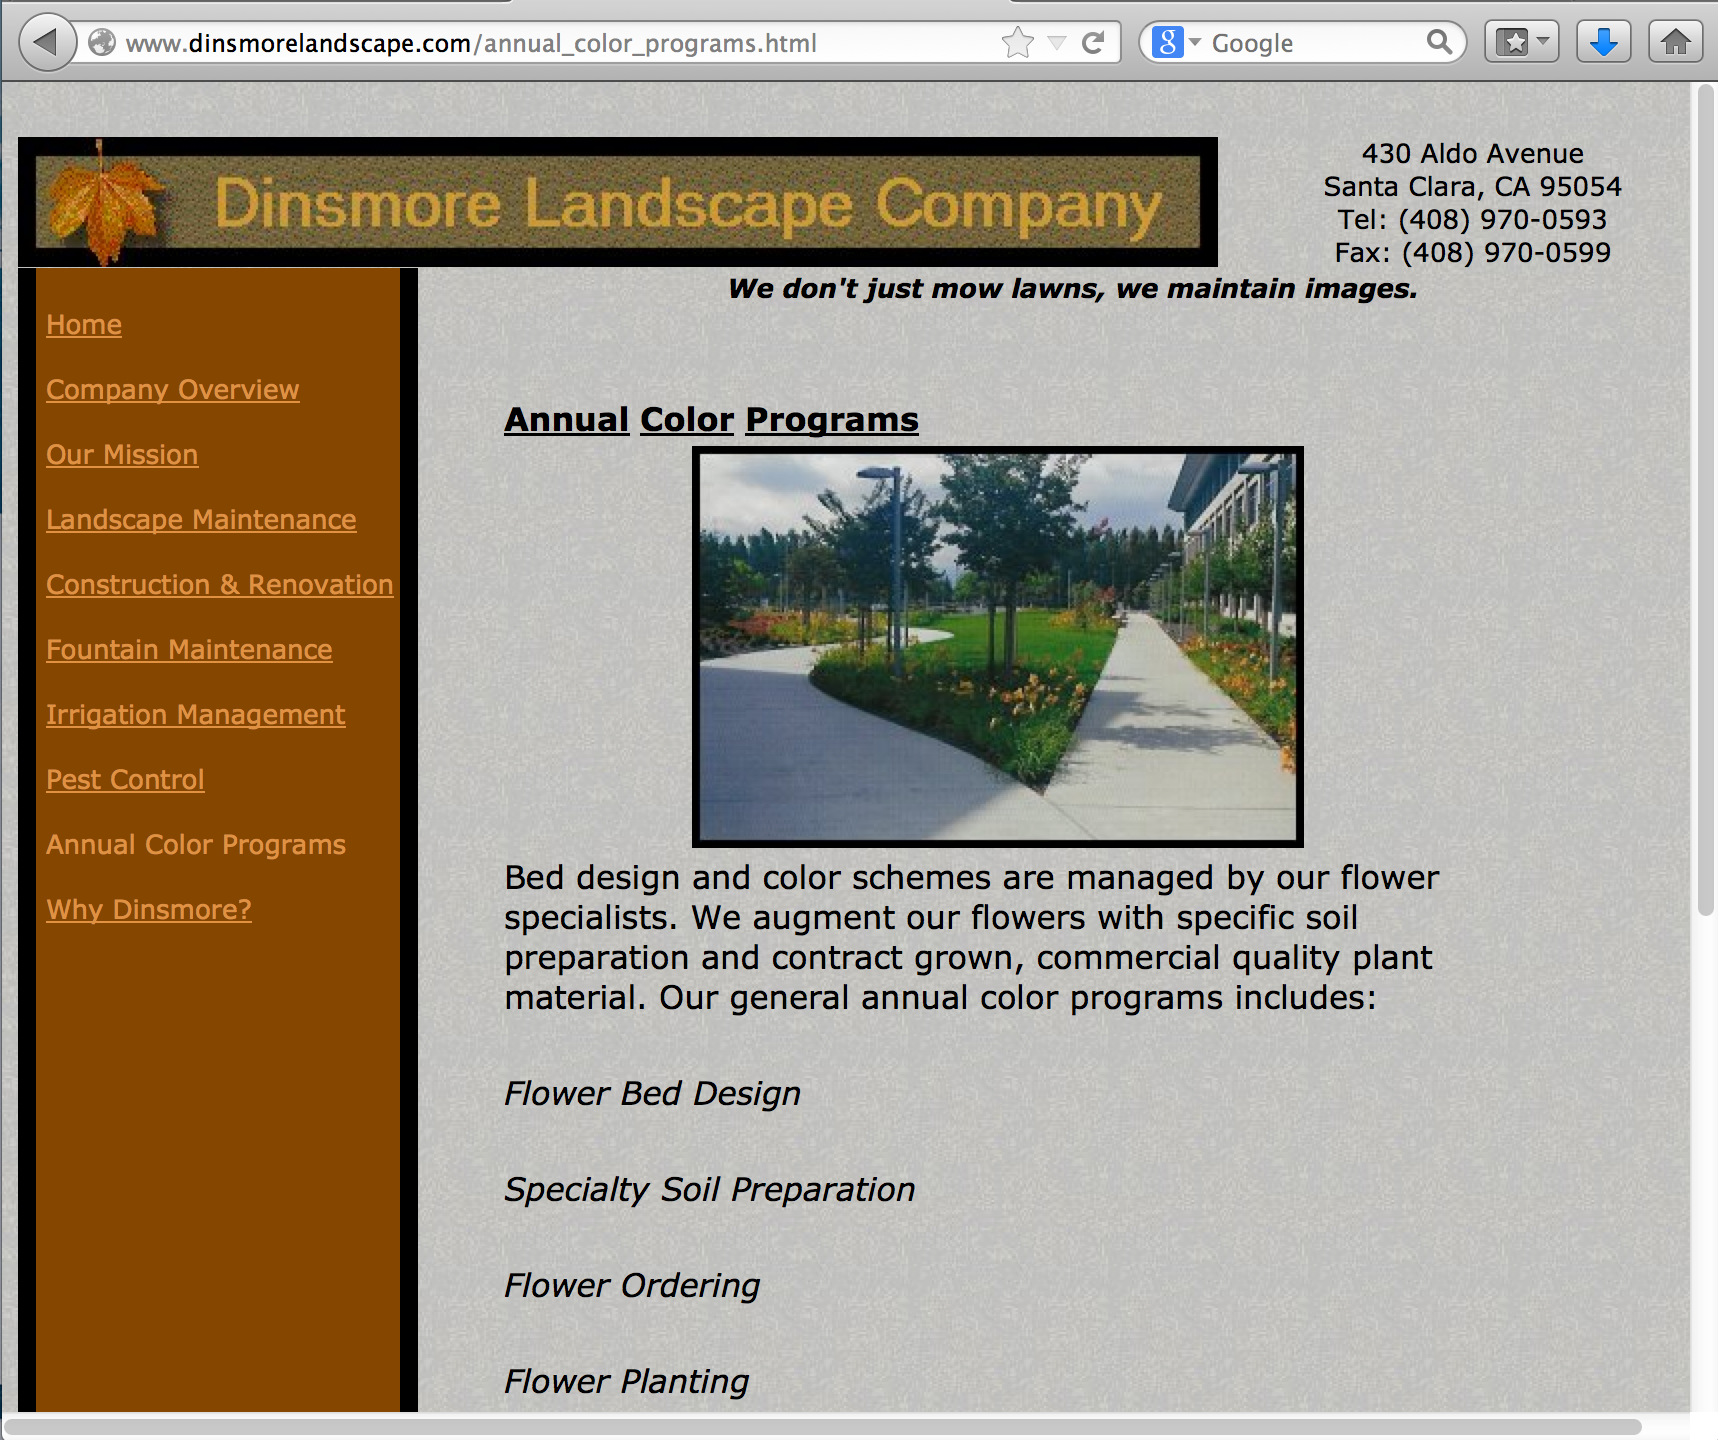 www.dinsmorelandscape.com/annual_color_programs.html
Google
Dinsmore Landscape Company
430 Aldo Avenue
Santa Clara, CA 95054
Tel: (408) 970-0593
Fax: (408) 970-0599
We don't just mow lawns, we maintain images.
Home
Company Overview
Our Mission
Landscape Maintenance
Construction & Renovation
Fountain Maintenance
Irrigation Management
Pest Control
Annual Color Programs
Why Dinsmore?
Annual Color Programs
Bed design and color schemes are managed by our flower
specialists. We augment our flowers with specific soil
preparation and contract grown, commercial quality plant
material. Our general annual color programs includes:
Flower Bed Design
Specialty Soil Preparation
Flower Ordering
Flower Planting